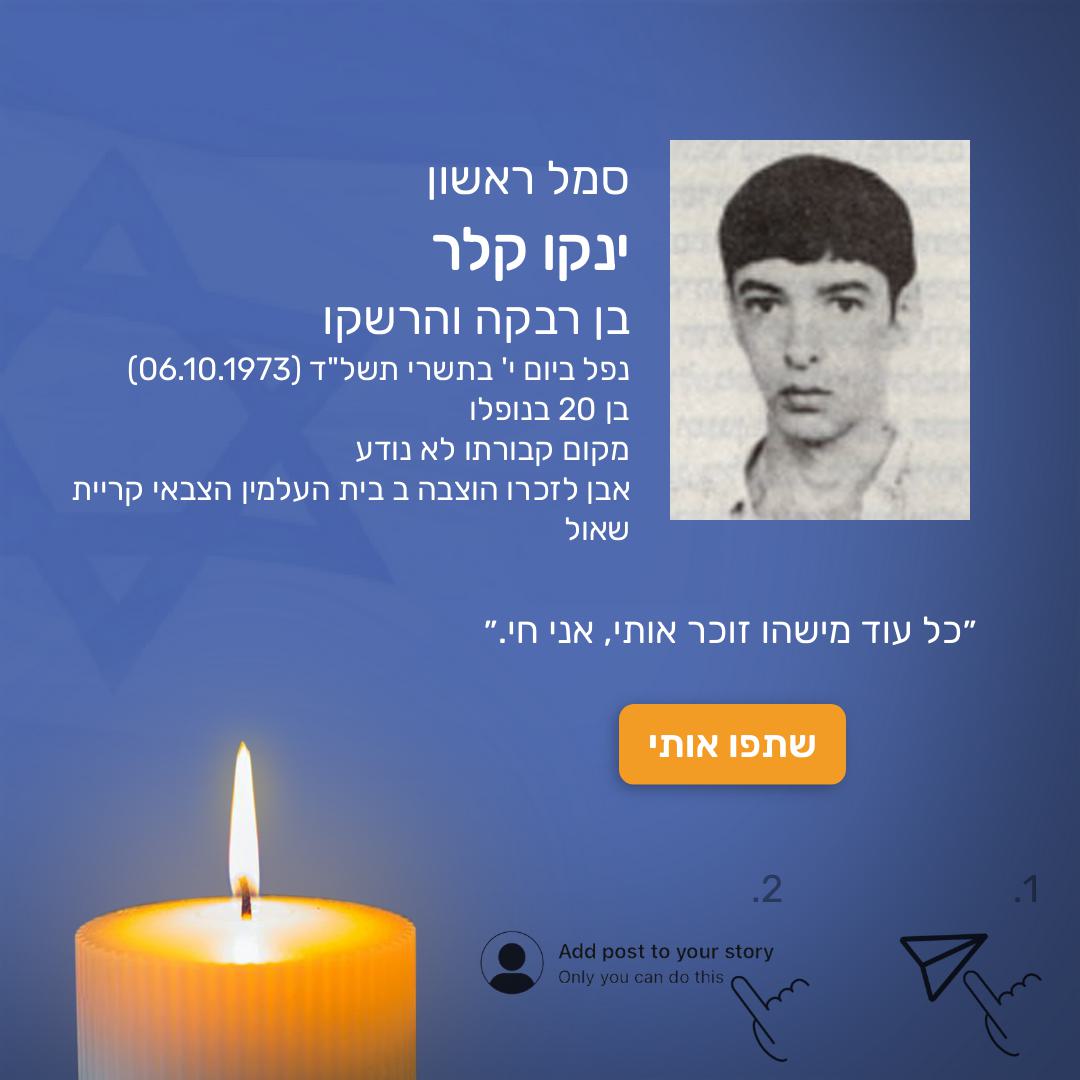 סמל ראשון
ינקו קלר
בן רבקה והרשקו
נפל ביום י' בתשרי תשל"ד (06.10.1973)
בן 20 בנופלו
מקום קבורתו לא נודע
אבן לזכרו הוצבה ב בית העלמין הצבאי קריית
שאול
״כל עוד מישהו זוכר אותי, אני חי.״
שתפו אותי
.1
.2
Add post to your story
Only you can do this